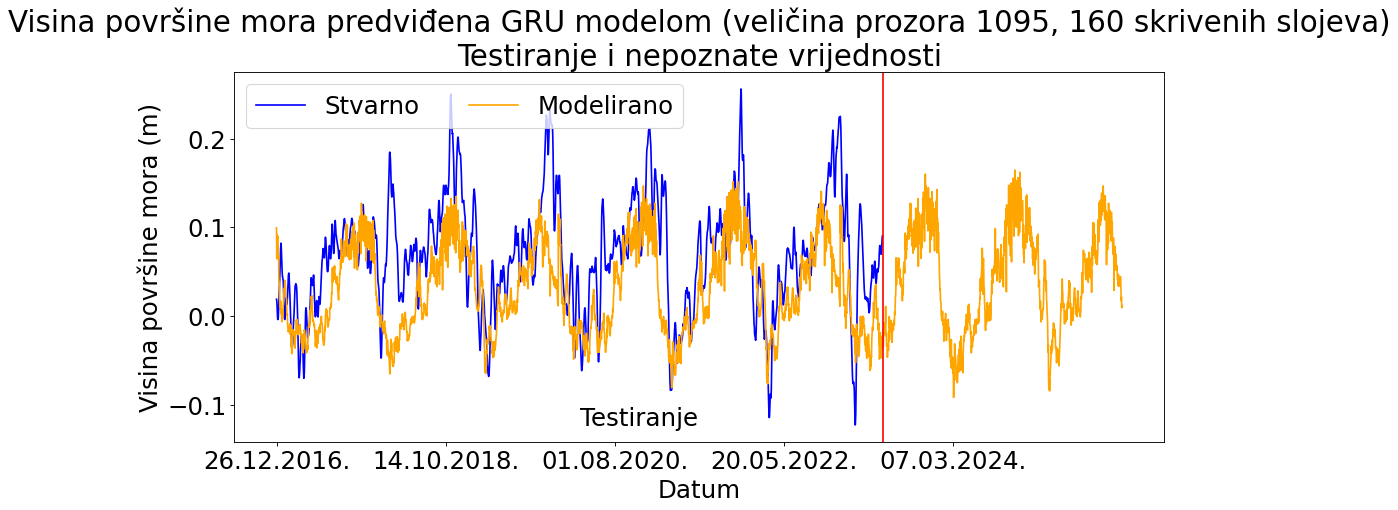 Visina površine mora predviđena GRU modelom (veličina prozora 1095, 160 skrivenih slojeva)
Testiranje i nepoznate vrijednosti
Stvarno
Modelirano
Visina površine mora (m)
0.2
0.1
0.0
−0.1
Testiranje
26.12.2016.
14.10.2018.
01.08.2020.
20.05.2022.
07.03.2024.
Datum